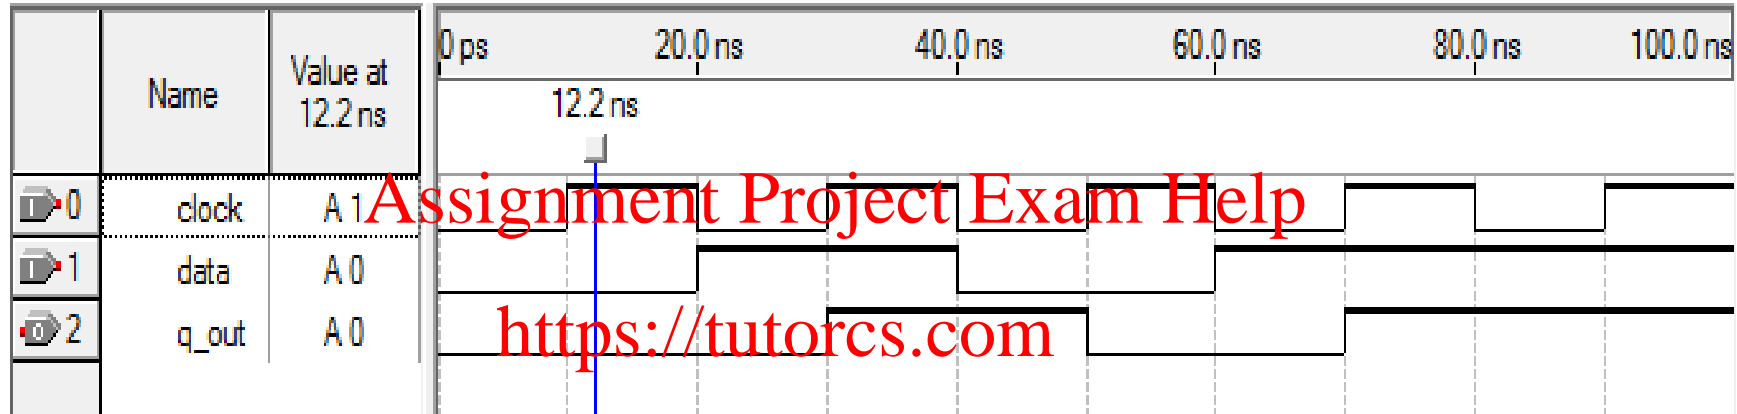 0 ps 20.0 ns 40.0 ns 60.0 ns 80.0 ns 100.0 ns
Name
Value at
12.2 ns
12.2 ns
0 clock A 1
Assignment Project Exam Help
1 data A 0
2 q_out A 0
https://tutorcs.com